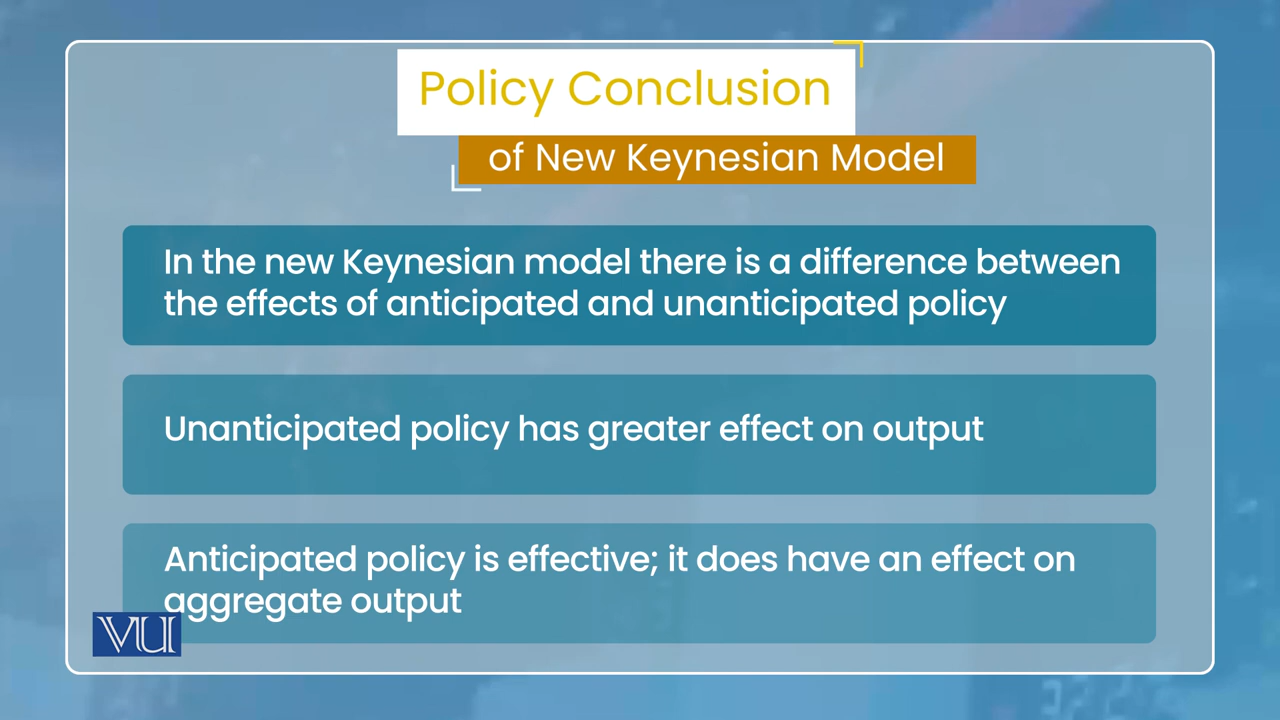 Policy Conclusion
of New Keynesian Model
In the new Keynesian model there is a difference between
the effects of anticipated and unanticipated policy
Unanticipated policy has greater effect on output
Anticipated policy is effective; it does have an effect on
aggregate output
VU